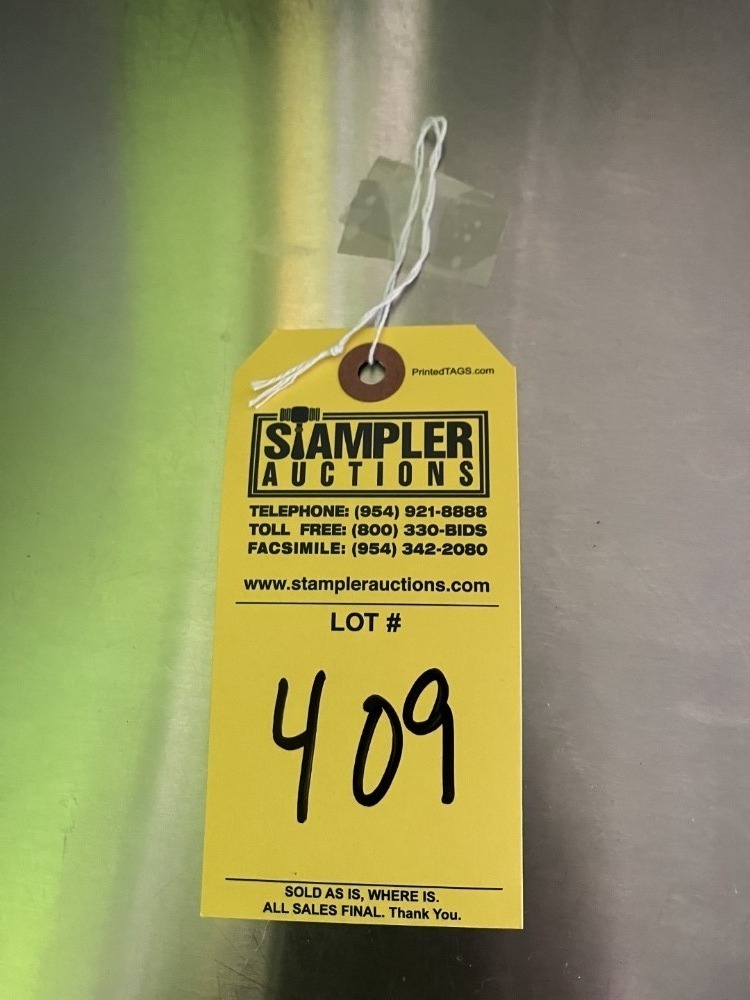 PrintedTAGS.com
STAMPLER
AUCTIONS
TELEPHONE: (954) 921-8888
TOLL FREE: (800) 330-BIDS
FACSIMILE: (954) 342-2080
www.stamplerauctions.com
LOT #
409
SOLD AS IS, WHERE IS.
ALL SALES FINAL. Thank You.